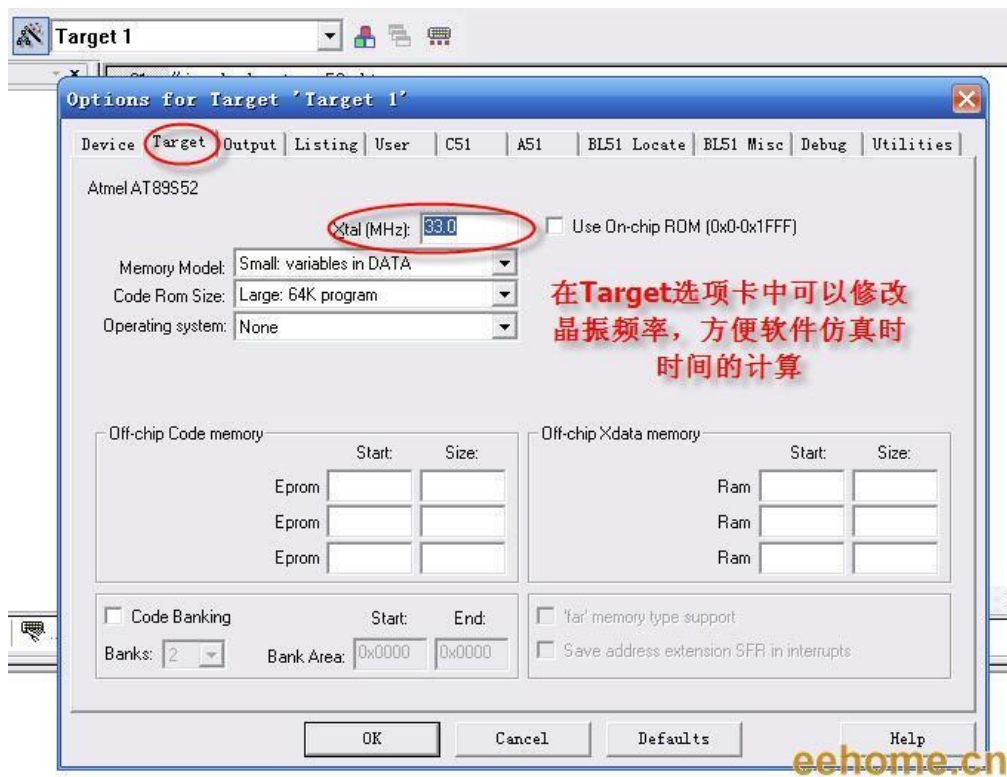 Target 1
Options for Target 'Target 1'
Device Target Output Listing User C51 A51 BL51 Locate BL51 Misc Debug Utilities
Atmel AT89S52
Xtal (MHz): 33.0 Use On-chip ROM (0x0-0x1FFF)
Memory Model: Small: variables in DATA
Code Rom Size: Large: 64K program
Operating system: None
在Target选项卡中可以修改
晶振频率，方便软件仿真时
时间的计算
Off-chip Code memory
Start: Size:
Eprom
Eprom
Eprom
Off-chip Xdata memory
Start: Size:
Ram
Ram
Ram
Code Banking Start: End:
Banks: 2 Bank Area: 0x0000 0x0000
'far' memory type support
Save address extension SFR in interrupts
OK Cancel Defaults Help
eehome.cn